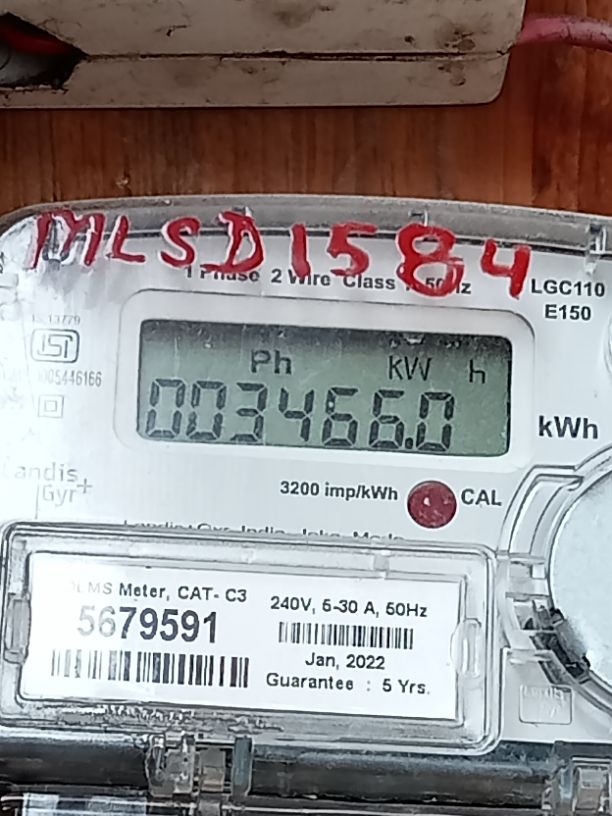 MLSD1584
1 Phase 2 Wire Class
LGC110
E150
Ph kW h
003466.0
kWh
Landis
Gyr+
3200 imp/kWh
CAL
DLMS Meter, CAT- C3
5679591
240V, 5-30 A, 50Hz
Jan, 2022
Guarantee : 5 Yrs.